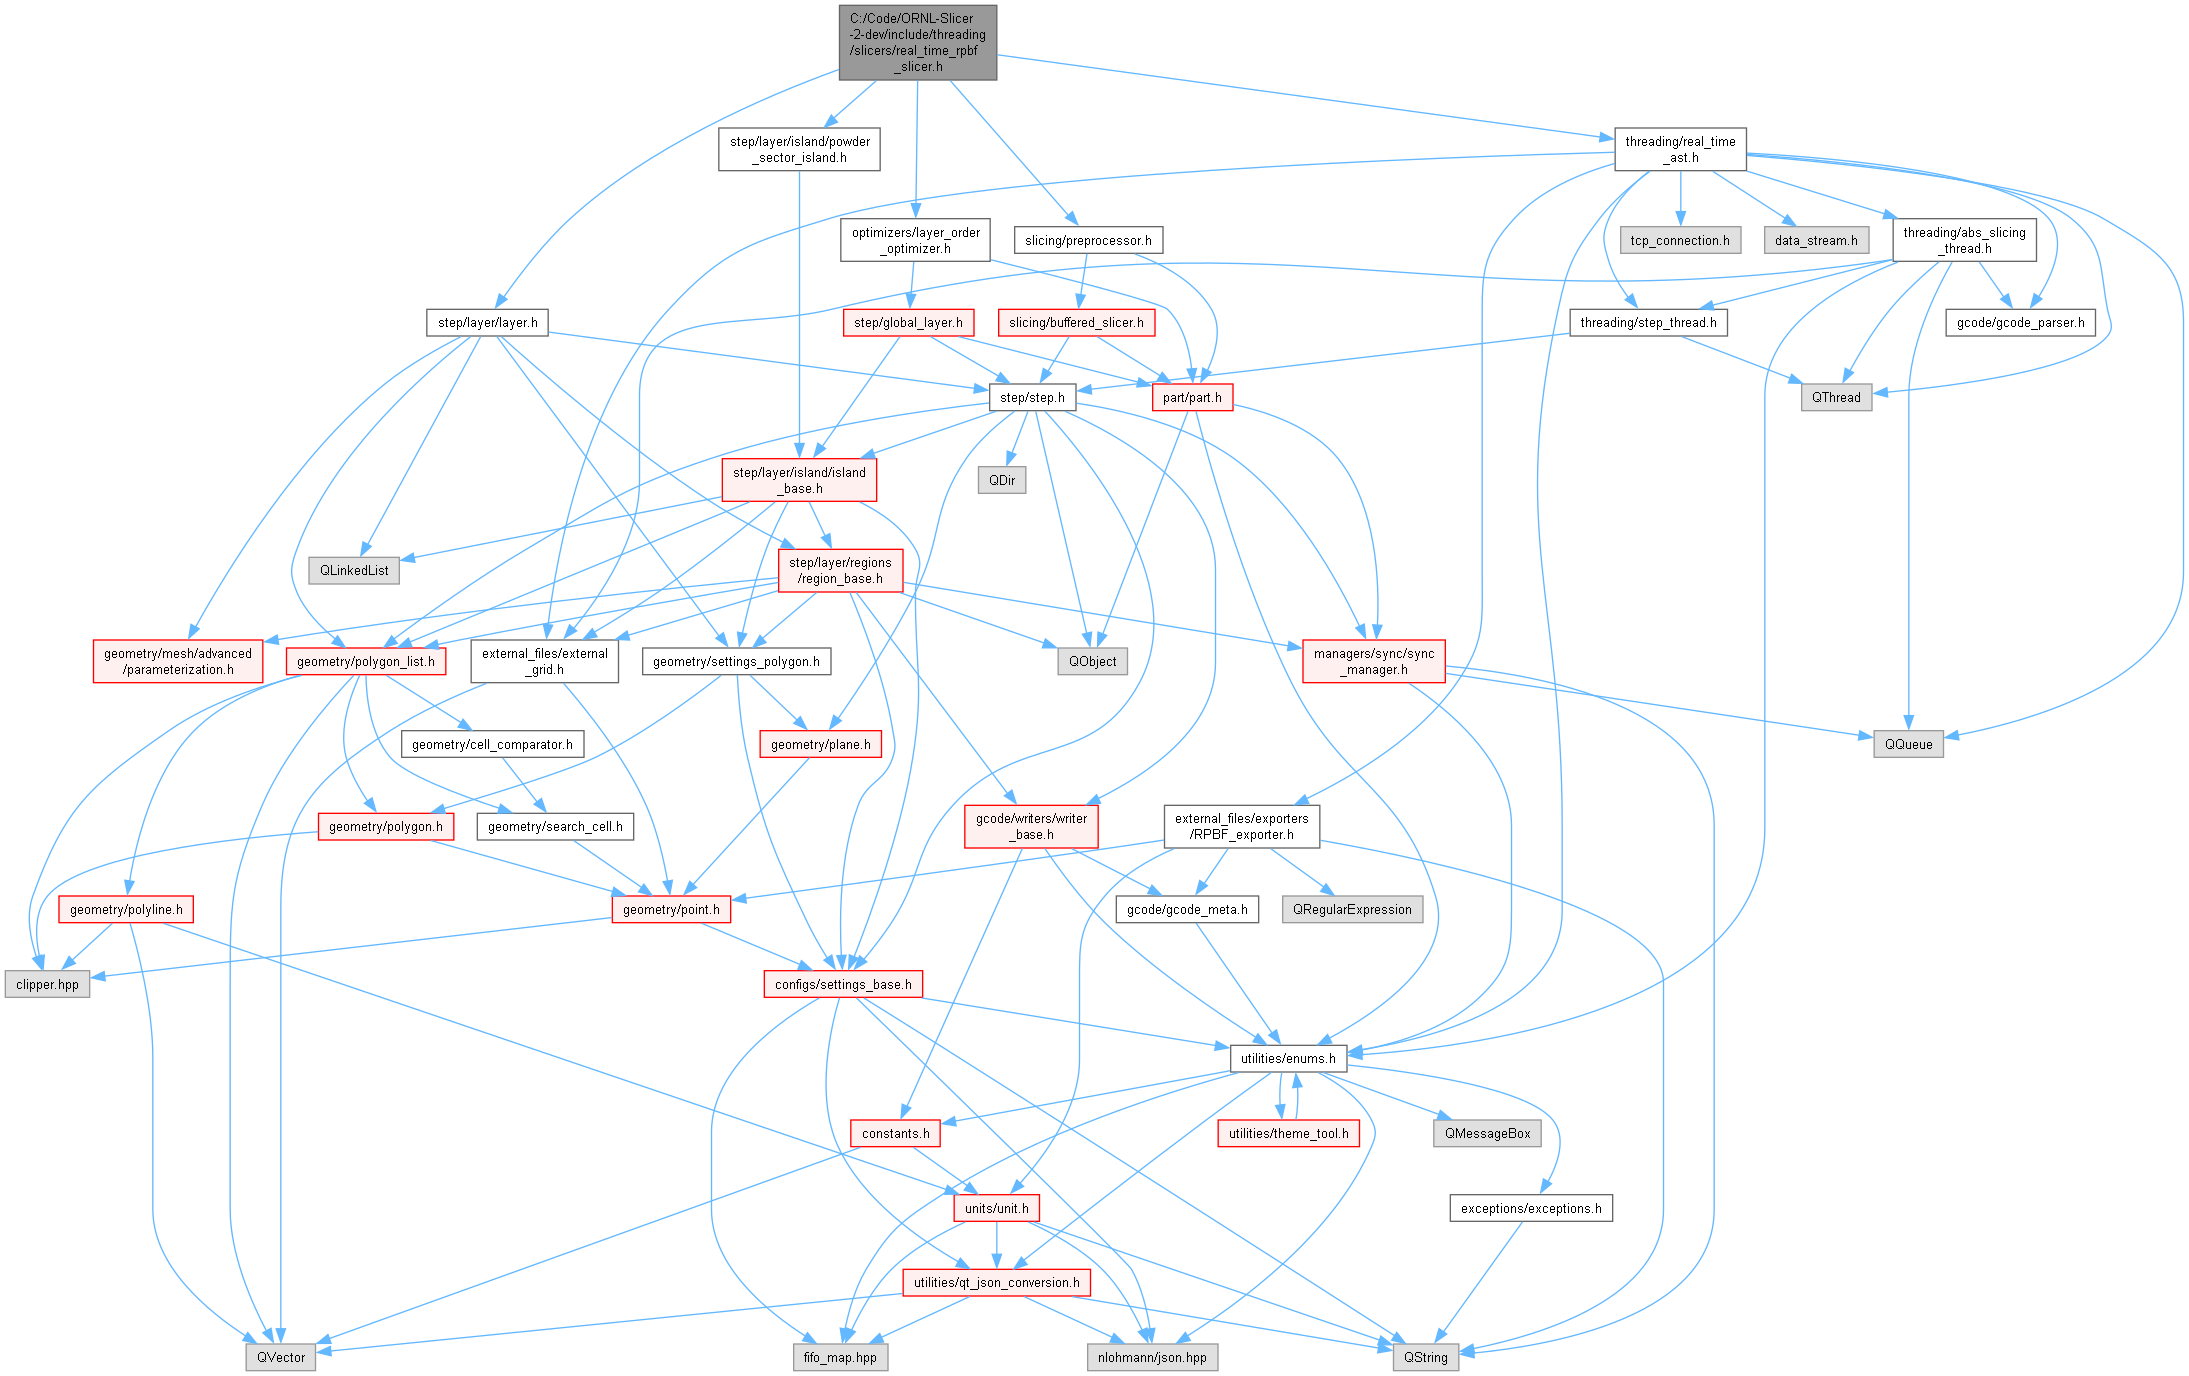 C:/Code/ORNL-Slicer
-2-dev/include/threading
/slicers/real_time_rpbf
_slicer.h
step/layer/island/powder
_sector_island.h
threading/real_time
_ast.h
optimizers/layer_order
_optimizer.h
slicing/preprocessor.h
tcp_connection.h
data_stream.h
threading/abs_slicing
_thread.h
step/layer/layer.h
step/global_layer.h
slicing/buffered_slicer.h
threading/step_thread.h
gcode/gcode_parser.h
step/step.h
part/part.h
QThread
step/layer/island/island
_base.h
QDir
QLinkedList
step/layer/regions
/region_base.h
geometry/mesh/advanced
/parameterization.h
geometry/polygon_list.h
external_files/external
_grid.h
geometry/settings_polygon.h
QObject
managers/sync/sync
_manager.h
geometry/cell_comparator.h
geometry/plane.h
QQueue
geometry/polygon.h
geometry/search_cell.h
gcode/writers/writer
_base.h
external_files/exporters
/RPBF_exporter.h
geometry/polyline.h
geometry/point.h
gcode/gcode_meta.h
QRegularExpression
clipper.hpp
configs/settings_base.h
utilities/enums.h
constants.h
utilities/theme_tool.h
QMessageBox
units/unit.h
exceptions/exceptions.h
utilities/qt_json_conversion.h
QVector
fifo_map.hpp
nlohmann/json.hpp
QString